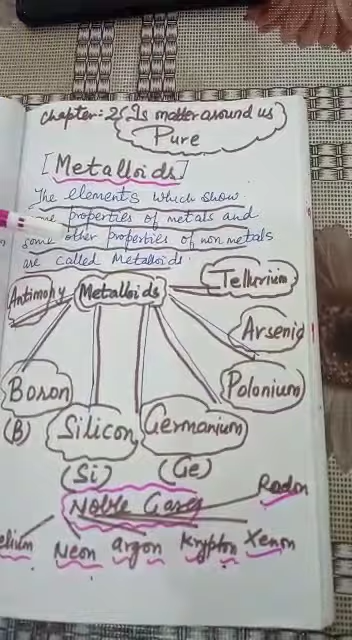 Chapter: 2 Is matter around us
Pure
[Metalloids]
The elements which show
properties of metals and
some other properties of non metals
are called Metalloids.
Tellurium
Antimony Metalloids
Arsenic
Boron Polonium
(B) Silicon Germanium
(Si) (Ge)
Radon
Noble Gases
elium Neon argon Krypton Xenon